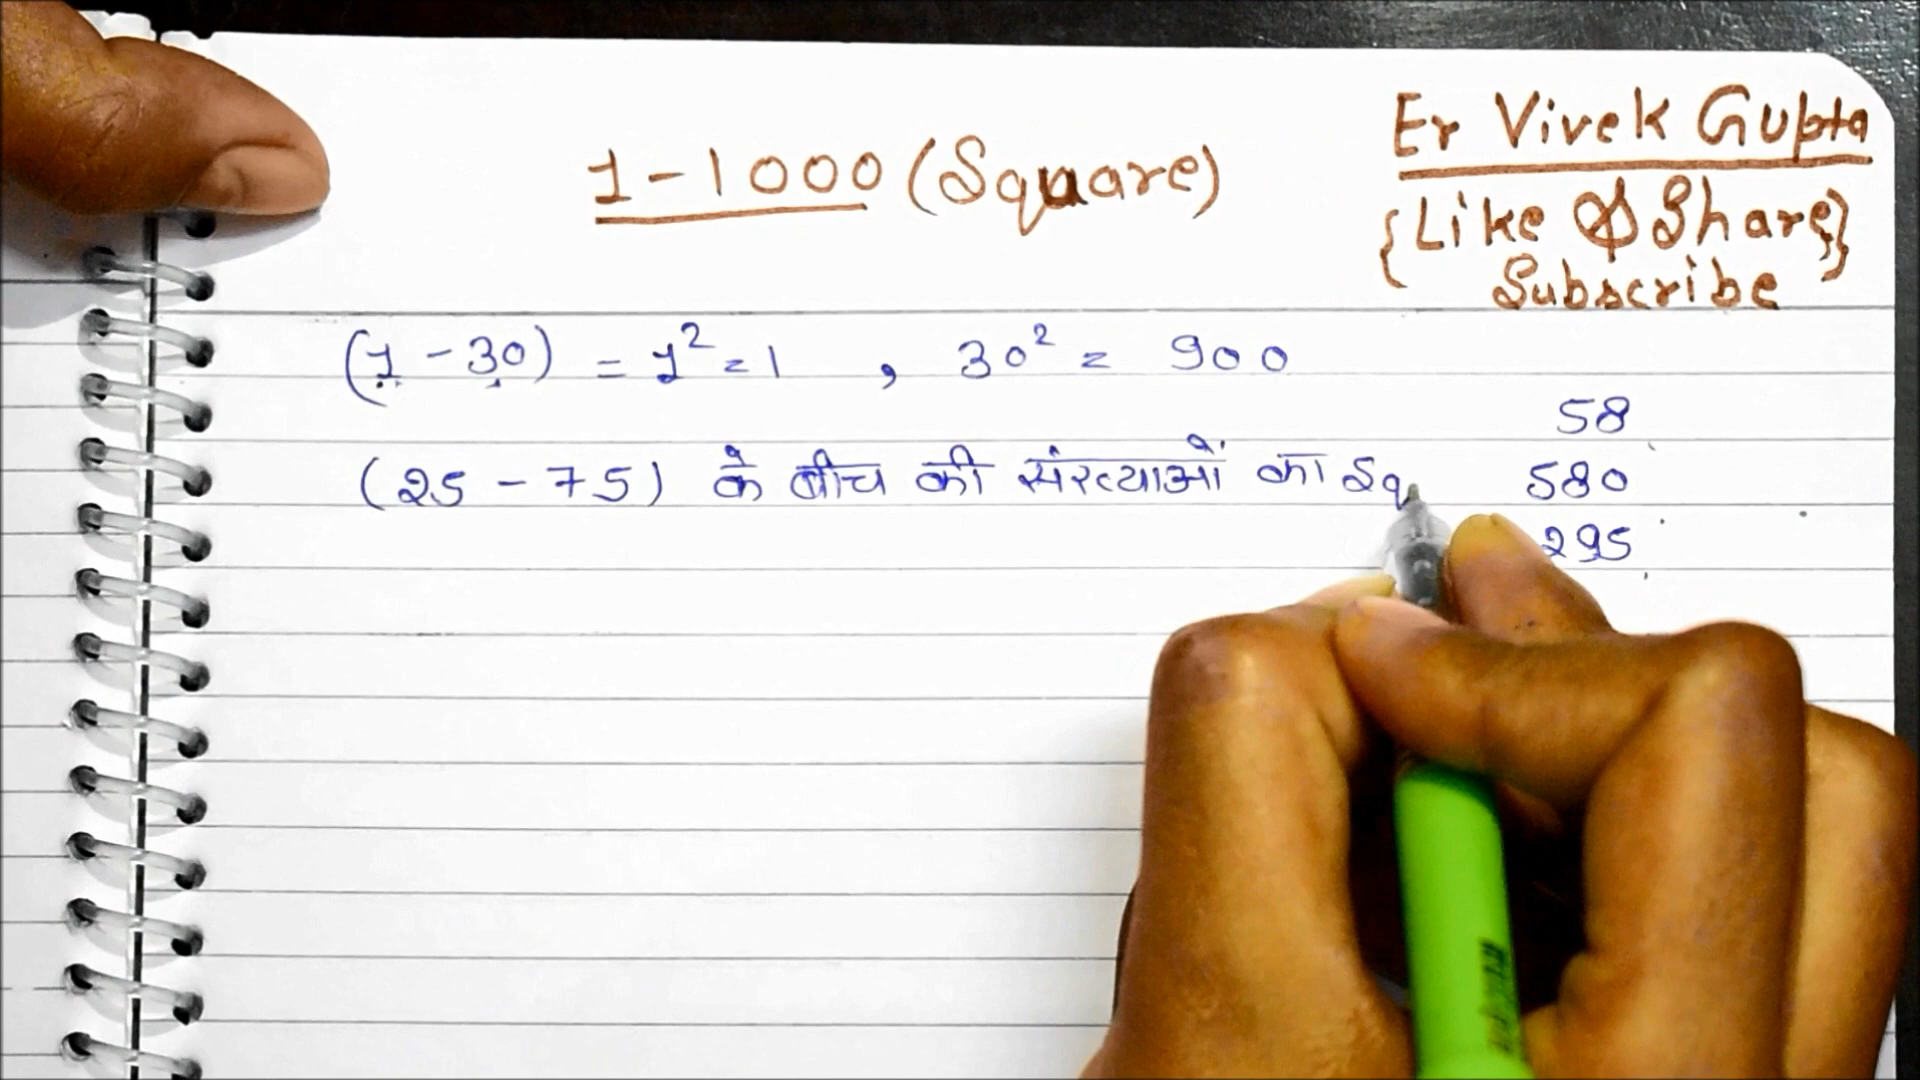 1-1000 (Square)
Er Vivek Gupta
{Like & Share}
Subscribe
(1-30) = 1² = 1 , 30² = 900
58
(25-75) के बीच की संख्याओं का Sq
580
295